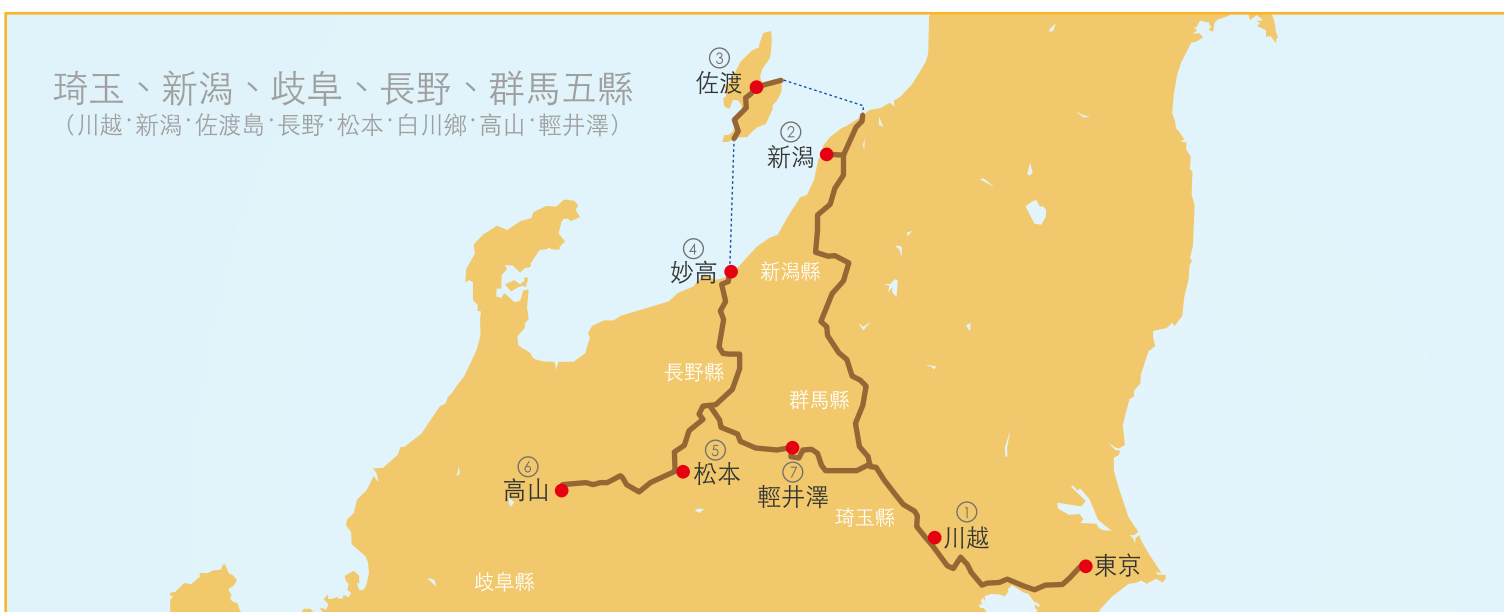 琦玉、新潟、歧阜、長野、群馬五縣
(川越·新潟·佐渡島·長野·松本·白川鄉·高山·輕井澤)
③
佐渡
②
新潟
④
妙高
新潟縣
長野縣
群馬縣
⑤
松本
⑥
高山
⑦
輕井澤
琦玉縣
①
川越
東京
歧阜縣